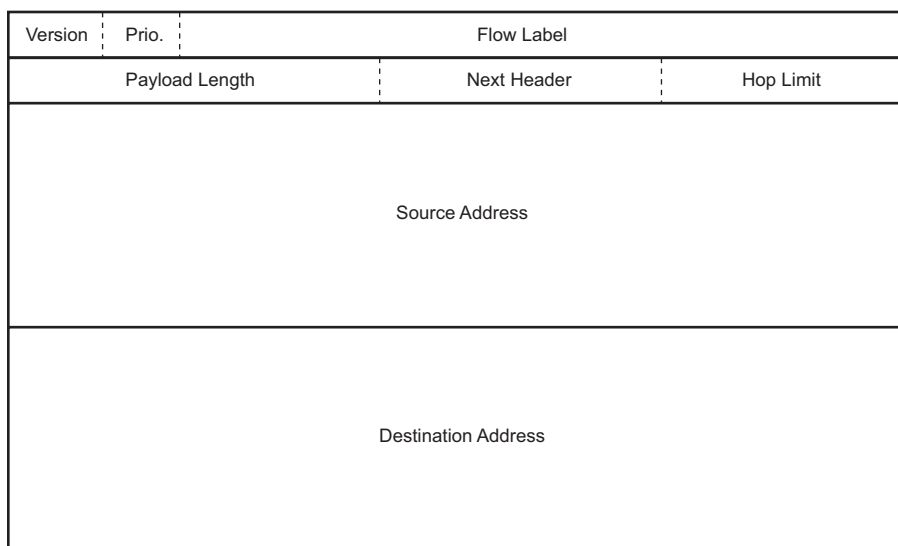 Version Prio. Flow Label
Payload Length Next Header Hop Limit
Source Address
Destination Address